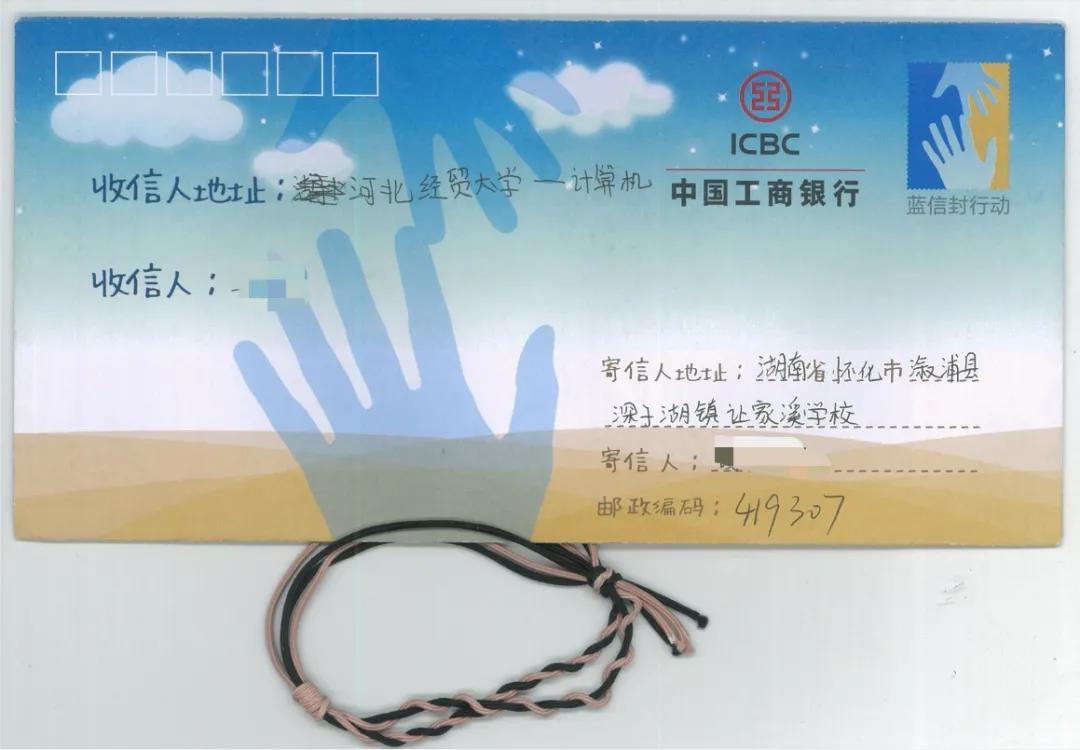 ICBC
中国工商银行
蓝信封行动
收信人地址：河北经贸大学—计算机
收信人：
寄信人地址：湖南省怀化市溆浦县
深子湖镇让家溪学校
寄信人：
邮政编码：419307